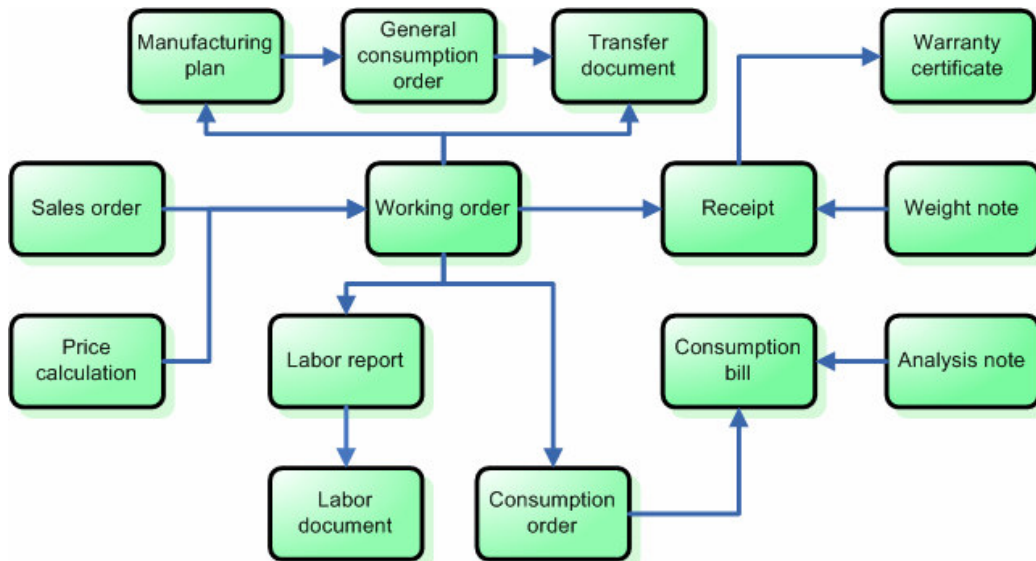 Manufacturing
plan
General
consumption
order
Transfer
document
Warranty
certificate
Sales order
Working order
Receipt
Weight note
Price
calculation
Labor report
Consumption
bill
Analysis note
Labor
document
Consumption
order